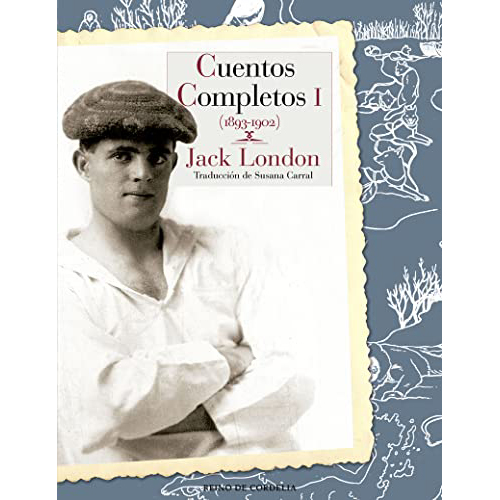 Cuentos
Completos I
(1893-1902)
Jack London
Traducción de Susana Carral
REINO DE CORDELIA